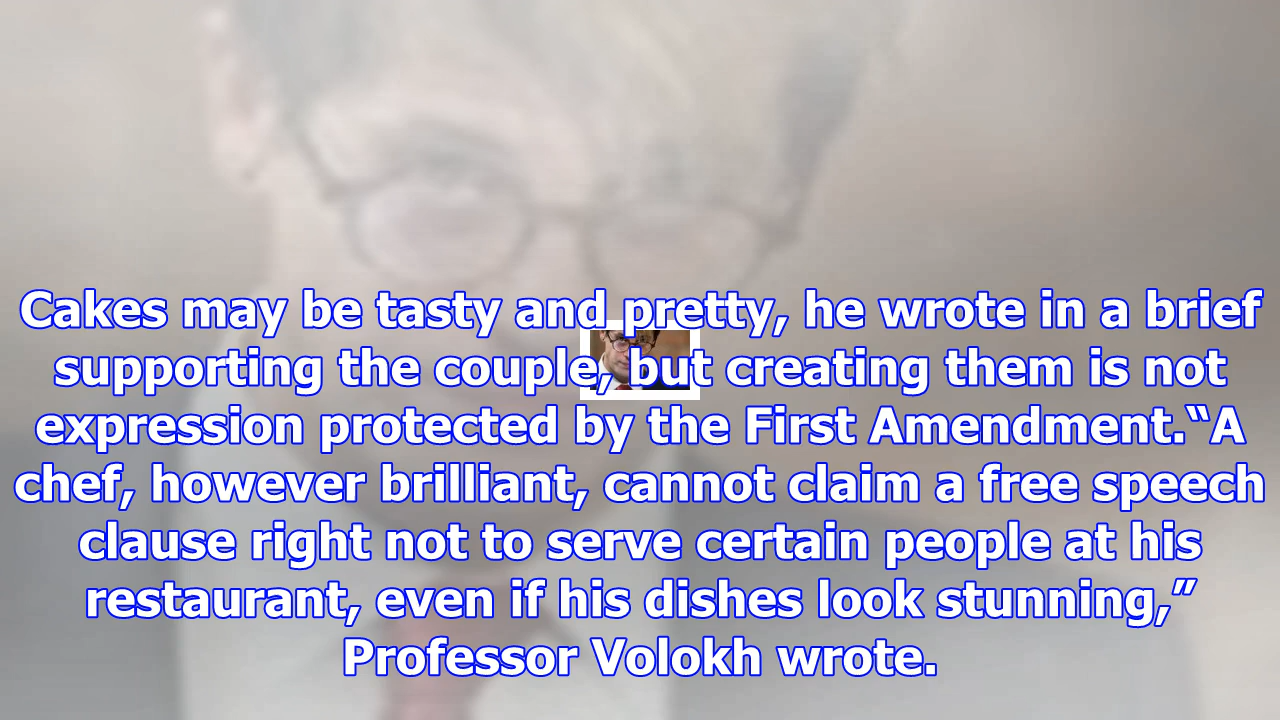 Cakes may be tasty and pretty, he wrote in a brief
supporting the couple, but creating them is not
expression protected by the First Amendment.“A
chef, however brilliant, cannot claim a free speech
clause right not to serve certain people at his
restaurant, even if his dishes look stunning,”
Professor Volokh wrote.